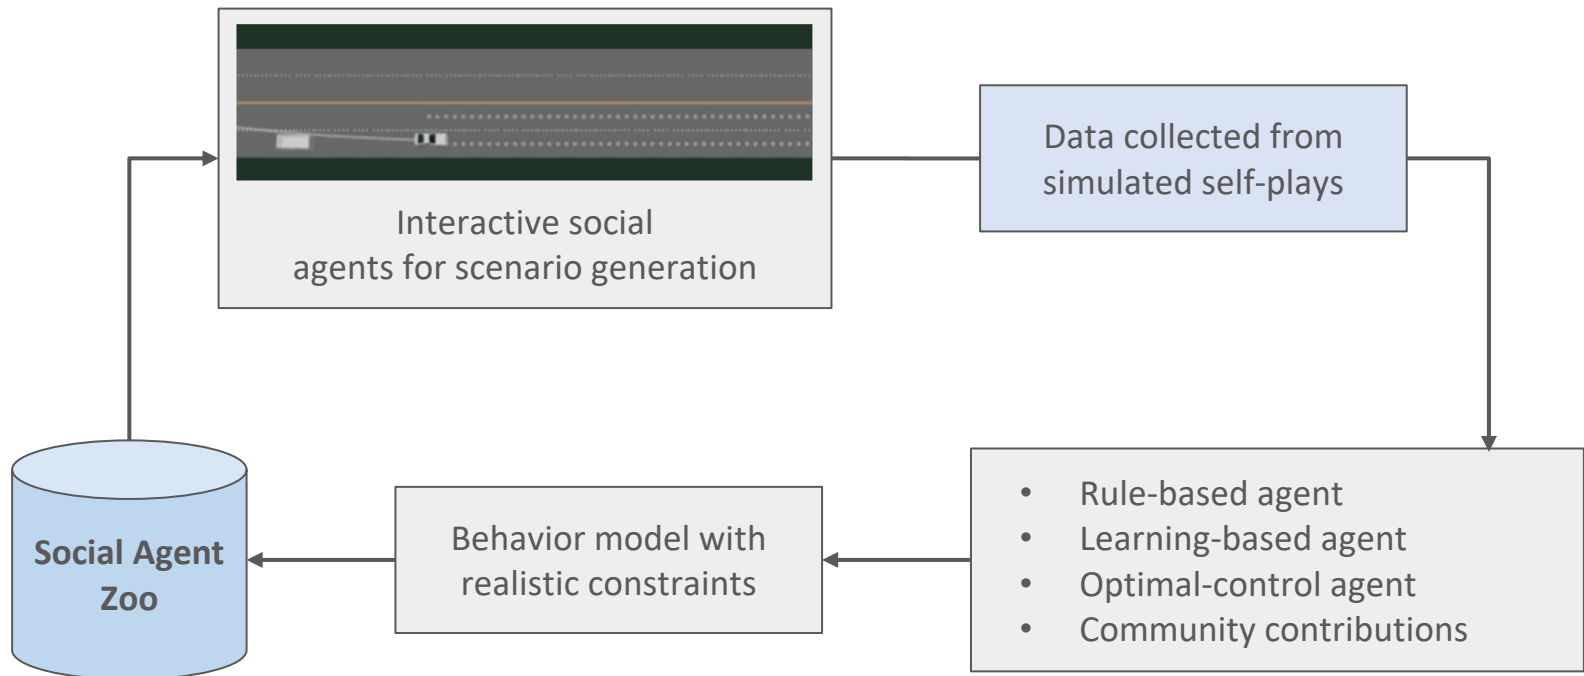 Interactive social
agents for scenario generation
Data collected from
simulated self-plays
Social Agent
Zoo
Behavior model with
realistic constraints
• Rule-based agent
• Learning-based agent
• Optimal-control agent
• Community contributions